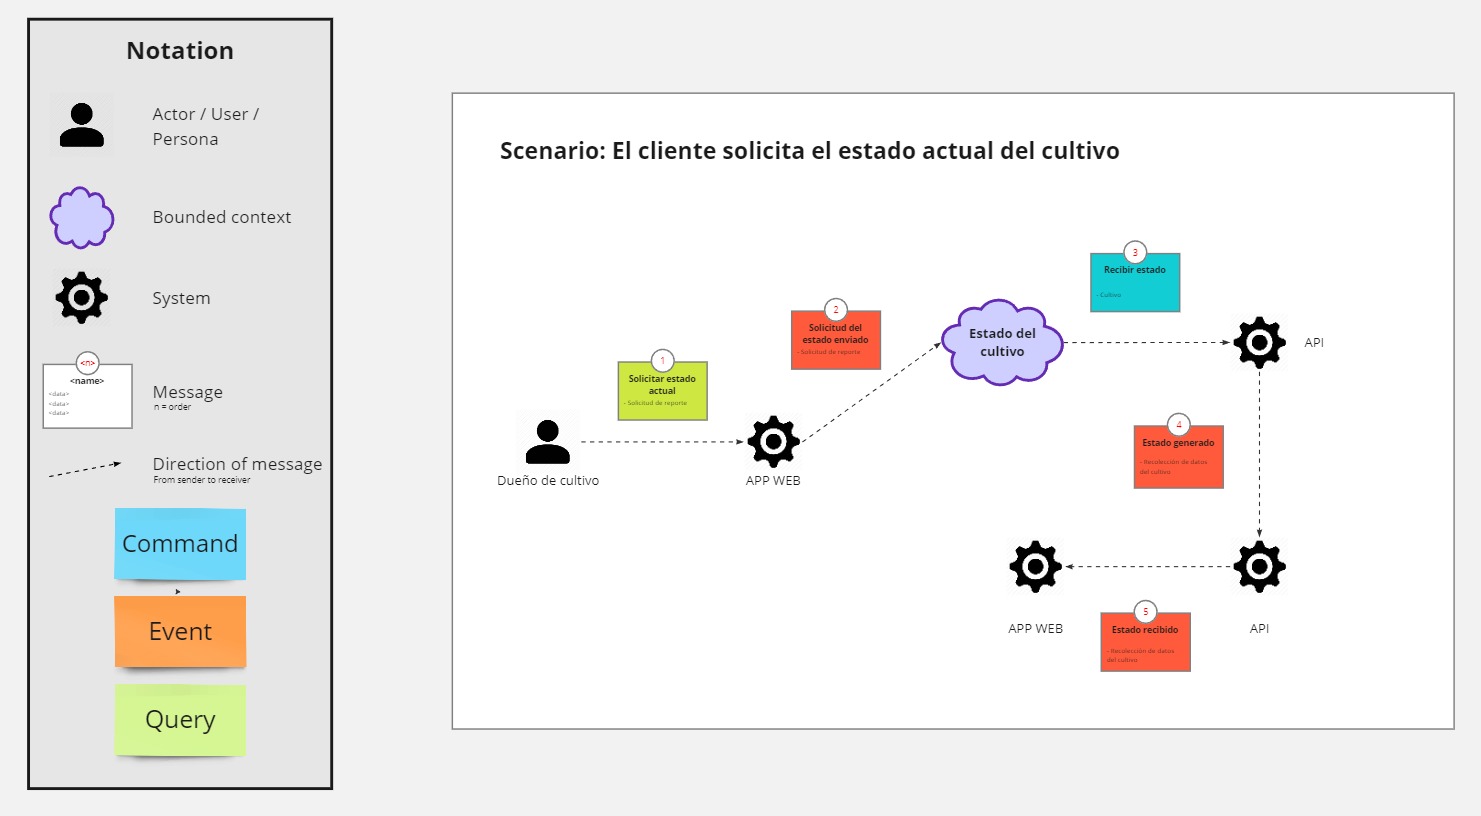 Notation
Actor / User /
Persona
Bounded context
System
<n>
<name>
<data>
<data>
<data>
Message
n = order
Direction of message
From sender to receiver
Command
Event
Query
Scenario: El cliente solicita el estado actual del cultivo
1
Solicitar estado
actual
- Solicitud de reporte
Dueño de cultivo
APP WEB
2
Solicitud del
estado enviado
- Solicitud de reporte
Estado del
cultivo
3
Recibir estado
- Cultivo
API
4
Estado generado
- Recolección de datos
del cultivo
API
5
Estado recibido
- Recolección de datos
del cultivo
APP WEB